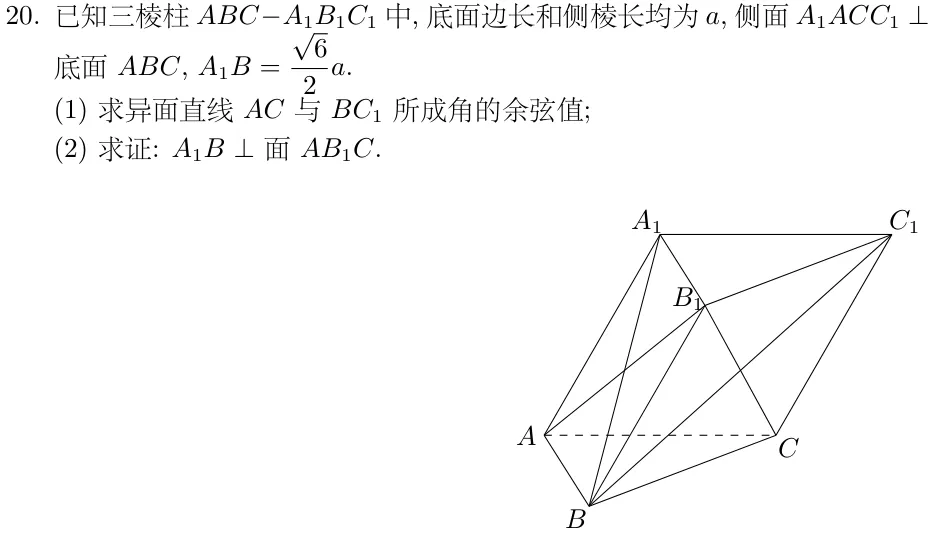 20. 已知三棱柱 ABC−A₁B₁C₁ 中, 底面边长和侧棱长均为 a, 侧面 A₁ACC₁ ⊥
底面 ABC, A₁B = \frac{\sqrt{6}}{2}a.
(1) 求异面直线 AC 与 BC₁ 所成角的余弦值;
(2) 求证: A₁B ⊥ 面 AB₁C.
A₁
C₁
B₁
A
C
B